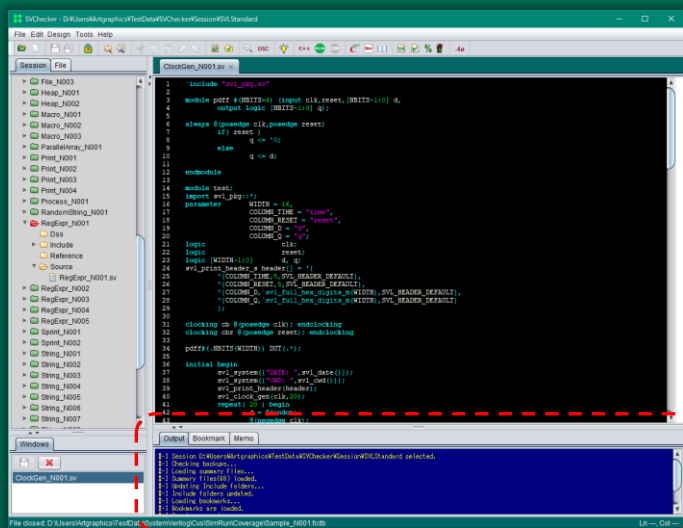 SVChecker - D:¥Users¥Artgraphics¥TestData¥SVChecker¥Session¥SVLStandard
File Edit Design Tools Help
DSC C++ Aa
Session File
File_N003
Heap_N001
Heap_N002
Macro_N001
Macro_N002
Macro_N003
ParallelArray_N001
Print_N001
Print_N002
Print_N003
Print_N004
Process_N001
RandomString_N001
RegExpr_N001
Dss
Include
Reference
Source
RegExpr_N001.sv
RegExpr_N002
RegExpr_N003
RegExpr_N004
RegExpr_N005
Sprint_N001
Sprint_N002
String_N001
String_N002
String_N003
String_N004
String_N005
String_N006
String_N007
Windows
ClockGen_N001.sv
ClockGen_N001.sv ×
1 `include "svl_pkg.sv"
2
3 module pdff #(NBITS=4) (input clk,reset,[NBITS-1:0] d,
4 output logic [NBITS-1:0] q);
5
6 always @(posedge clk,posedge reset)
7 if( reset )
8 q <= '0;
9 else
10 q <= d;
11
12 endmodule
13
14 module test;
15 import svl_pkg::*;
16 parameter WIDTH = 16,
17 COLUMN_TIME = "time",
18 COLUMN_RESET = "reset",
19 COLUMN_D = "d",
20 COLUMN_Q = "q";
21 logic clk;
22 logic reset;
23 logic [WIDTH-1:0] d, q;
24 svl_print_header_s header[] = '{
25 '{COLUMN_TIME,5,SVL_HEADER_DEFAULT},
26 '{COLUMN_RESET,5,SVL_HEADER_DEFAULT},
27 '{COLUMN_D,`svl_full_hex_digits_m(WIDTH),SVL_HEADER_DEFAULT},
28 '{COLUMN_Q,`svl_full_hex_digits_m(WIDTH),SVL_HEADER_DEFAULT}
29 };
30
31 clocking cb @(posedge clk); endclocking
32 clocking cbr @(posedge reset); endclocking
33
34 pdff#(.NBITS(WIDTH)) DUT(.*);
35
36 initial begin
37 svl_system({"DATE: ",svl_date()});
38 svl_system({"CWD: ",svl_cwd()});
39 svl_print_header(header);
40 svl_clock_gen(clk,20);
41 repeat( 20 ) begin
42 d = $random;
43 @(negedge clk);
Output Bookmark Memo
I-] Session D:¥Users¥Artgraphics¥TestData¥SVChecker¥Session¥SVLStandard selected.
I-] Checking backups...
I-] Loading summary files...
I-] Summary files(68) loaded.
I-] Updating Include folders...
I-] Include folders updated.
I-] Loading bookmarks...
I-] Bookmarks are loaded.
File closed: D:¥Users¥Artgraphics¥TestData¥SystemVerilog¥Cvs¥SimRun¥Coverage¥Sample_N001.fcdb
Ln ---, Col ---